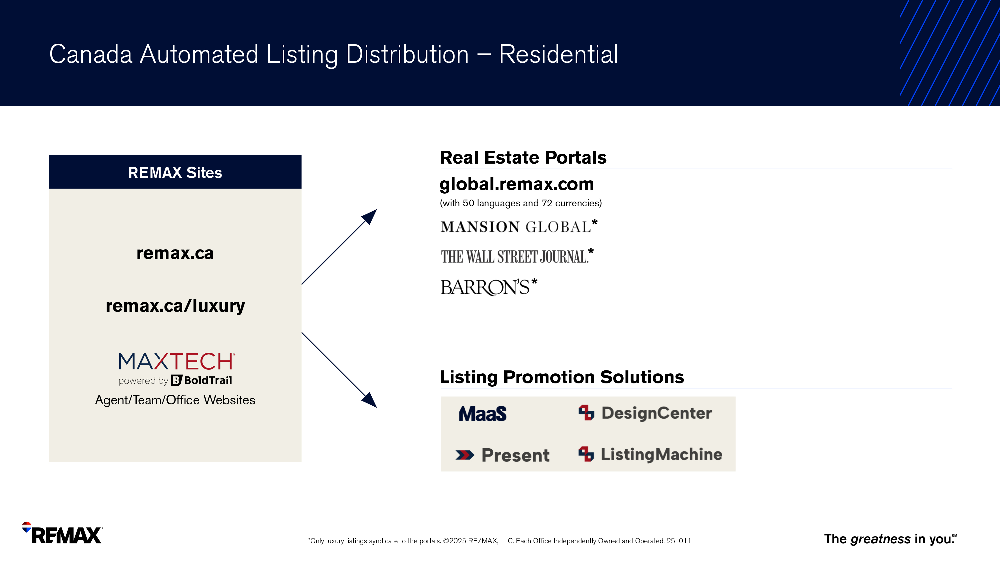 Canada Automated Listing Distribution – Residential
REMAX Sites
remax.ca
remax.ca/luxury
MAXTECH®
powered by BoldTrail
Agent/Team/Office Websites
Real Estate Portals
global.remax.com
(with 50 languages and 72 currencies)
MANSION GLOBAL*
THE WALL STREET JOURNAL.*
BARRON'S*
Listing Promotion Solutions
MaaS
DesignCenter
Present
ListingMachine
REMAX®
*Only luxury listings syndicate to the portals. ©2025 RE/MAX, LLC. Each Office Independently Owned and Operated. 25_011
The greatness in you.℠